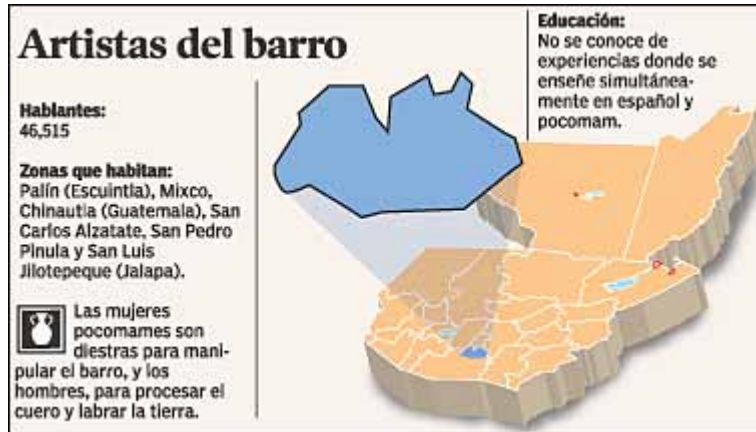 Artistas del barro
Hablantes:
46,515
Zonas que habitan:
Palín (Escuintla), Mixco,
Chinautla (Guatemala), San
Carlos Alzatate, San Pedro
Pinula y San Luis
Jilotepeque (Jalapa).
Las mujeres
pocomames son
diestras para mani-
pular el barro, y los
hombres, para procesar el
cuero y labrar la tierra.
Educación:
No se conoce de
experiencias donde se
enseñe simultánea-
mente en español y
pocomam.